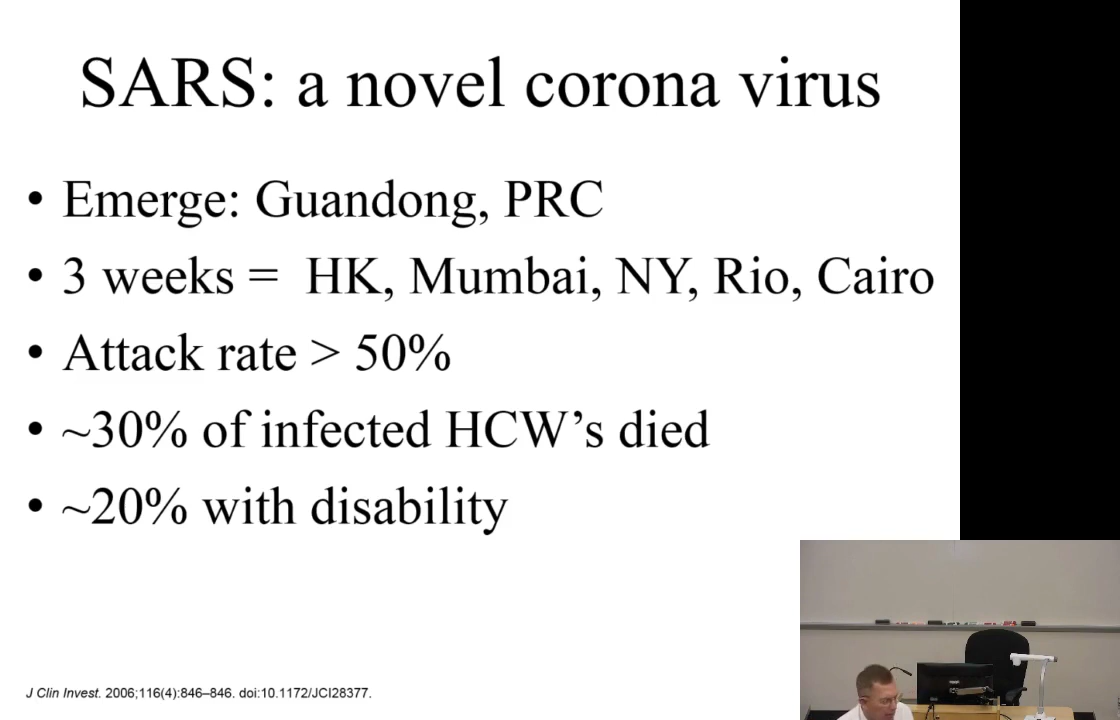 SARS: a novel corona virus
• Emerge: Guandong, PRC
• 3 weeks = HK, Mumbai, NY, Rio, Cairo
• Attack rate > 50%
• ~30% of infected HCW’s died
• ~20% with disability
J Clin Invest. 2006;116(4):846–846. doi:10.1172/JCI28377.